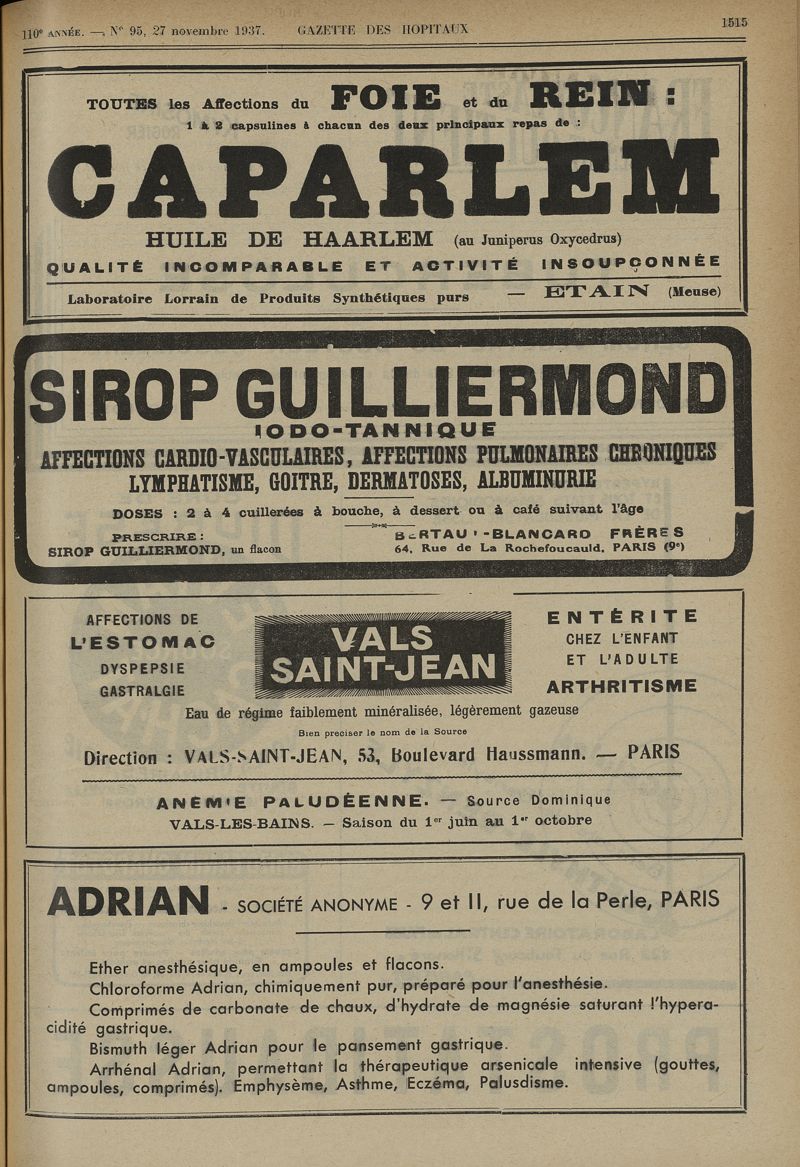 110e ANNÉE. — N° 95, 27 novembre 1937. GAZETTE DES HOPITAUX 1515
TOUTES les Affections du FOIE et du REIN :
1 à 2 capsulines à chacun des deux principaux repas de :
CAPARLEM
HUILE DE HAARLEM (au Juniperus Oxycedrus)
QUALITÉ INCOMPARABLE ET ACTIVITÉ INSOUPÇONNÉE
Laboratoire Lorrain de Produits Synthétiques purs — ETAIN (Meuse)
SIROP GUILLIERMOND
IODO-TANNIQUE
AFFECTIONS CARDIO-VASCULAIRES, AFFECTIONS PULMONAIRES CHRONIQUES
LYMPHATISME, GOITRE, DERMATOSES, ALBUMINURIE
DOSES : 2 à 4 cuillerées à bouche, à dessert ou à café suivant l'âge
PRESCRIRE :
SIROP GUILLIERMOND, un flacon
BERTAUT-BLANCARD FRÈRES
64, Rue de La Rochefoucauld, PARIS (9e)
AFFECTIONS DE
L'ESTOMAC
DYSPEPSIE
GASTRALGIE
VALS
SAINT-JEAN
ENTÉRITE
CHEZ L'ENFANT
ET L'ADULTE
ARTHRITISME
Eau de régime faiblement minéralisée, légèrement gazeuse
Bien preciser le nom de la Source
Direction : VALS-SAINT-JEAN, 53, Boulevard Haussmann. — PARIS
ANÉMIE PALUDÉENNE. — Source Dominique
VALS-LES-BAINS. — Saison du 1er juin au 1er octobre
ADRIAN - SOCIÉTÉ ANONYME - 9 et II, rue de la Perle, PARIS
Ether anesthésique, en ampoules et flacons.
Chloroforme Adrian, chimiquement pur, préparé pour l'anesthésie.
Comprimés de carbonate de chaux, d'hydrate de magnésie saturant l'hypera-
cidité gastrique.
Bismuth léger Adrian pour le pansement gastrique.
Arrhénal Adrian, permettant la thérapeutique arsenicale intensive (gouttes,
ampoules, comprimés). Emphysème, Asthme, Eczéma, Palusdisme.